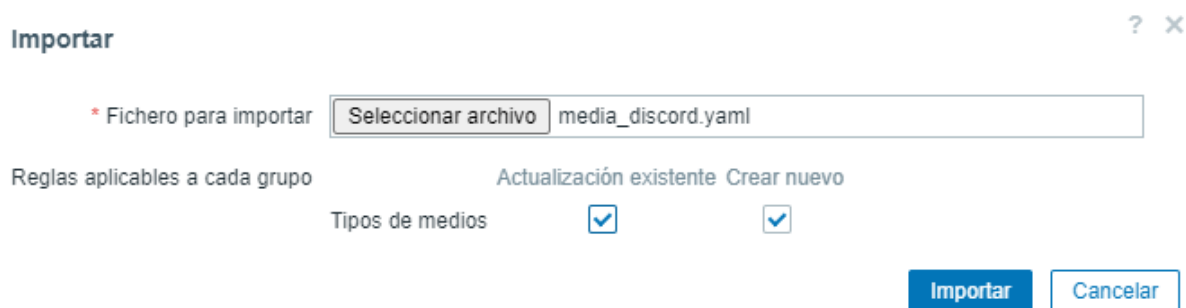 Importar
? ×
* Fichero para importar Seleccionar archivo media_discord.yaml
Reglas aplicables a cada grupo Actualización existente Crear nuevo
Tipos de medios
Importar Cancelar